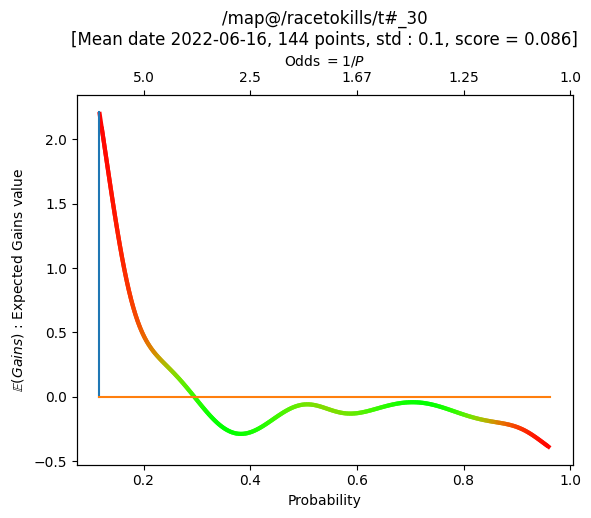 /map@/racetokills/t#_30
[Mean date 2022-06-16, 144 points, std : 0.1, score = 0.086]
Odds = 1/P
5.0 2.5 1.67 1.25 1.0
2.0
1.5
1.0
0.5
0.0
−0.5
𝔼(Gains) : Expected Gains value
0.2 0.4 0.6 0.8 1.0
Probability